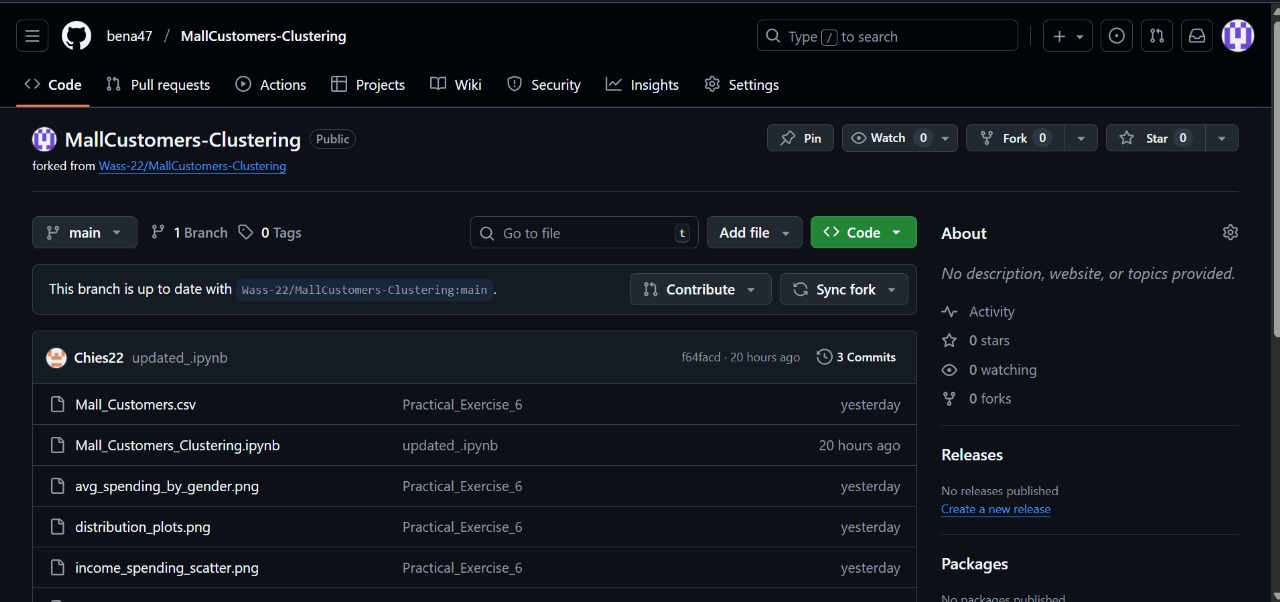 bena47 / MallCustomers-Clustering
Type / to search
Code Pull requests Actions Projects Wiki Security Insights Settings
MallCustomers-Clustering Public
Pin Watch 0 Fork 0 Star 0
forked from Wass-22/MallCustomers-Clustering
main 1 Branch 0 Tags Go to file t Add file Code
This branch is up to date with Wass-22/MallCustomers-Clustering:main. Contribute Sync fork
Chies22 updated_.ipynb f64facd · 20 hours ago 3 Commits
Mall_Customers.csv Practical_Exercise_6 yesterday
Mall_Customers_Clustering.ipynb updated_.ipynb 20 hours ago
avg_spending_by_gender.png Practical_Exercise_6 yesterday
distribution_plots.png Practical_Exercise_6 yesterday
income_spending_scatter.png Practical_Exercise_6 yesterday
About
No description, website, or topics provided.
Activity
0 stars
0 watching
0 forks
Releases
No releases published
Create a new release
Packages
No packages published